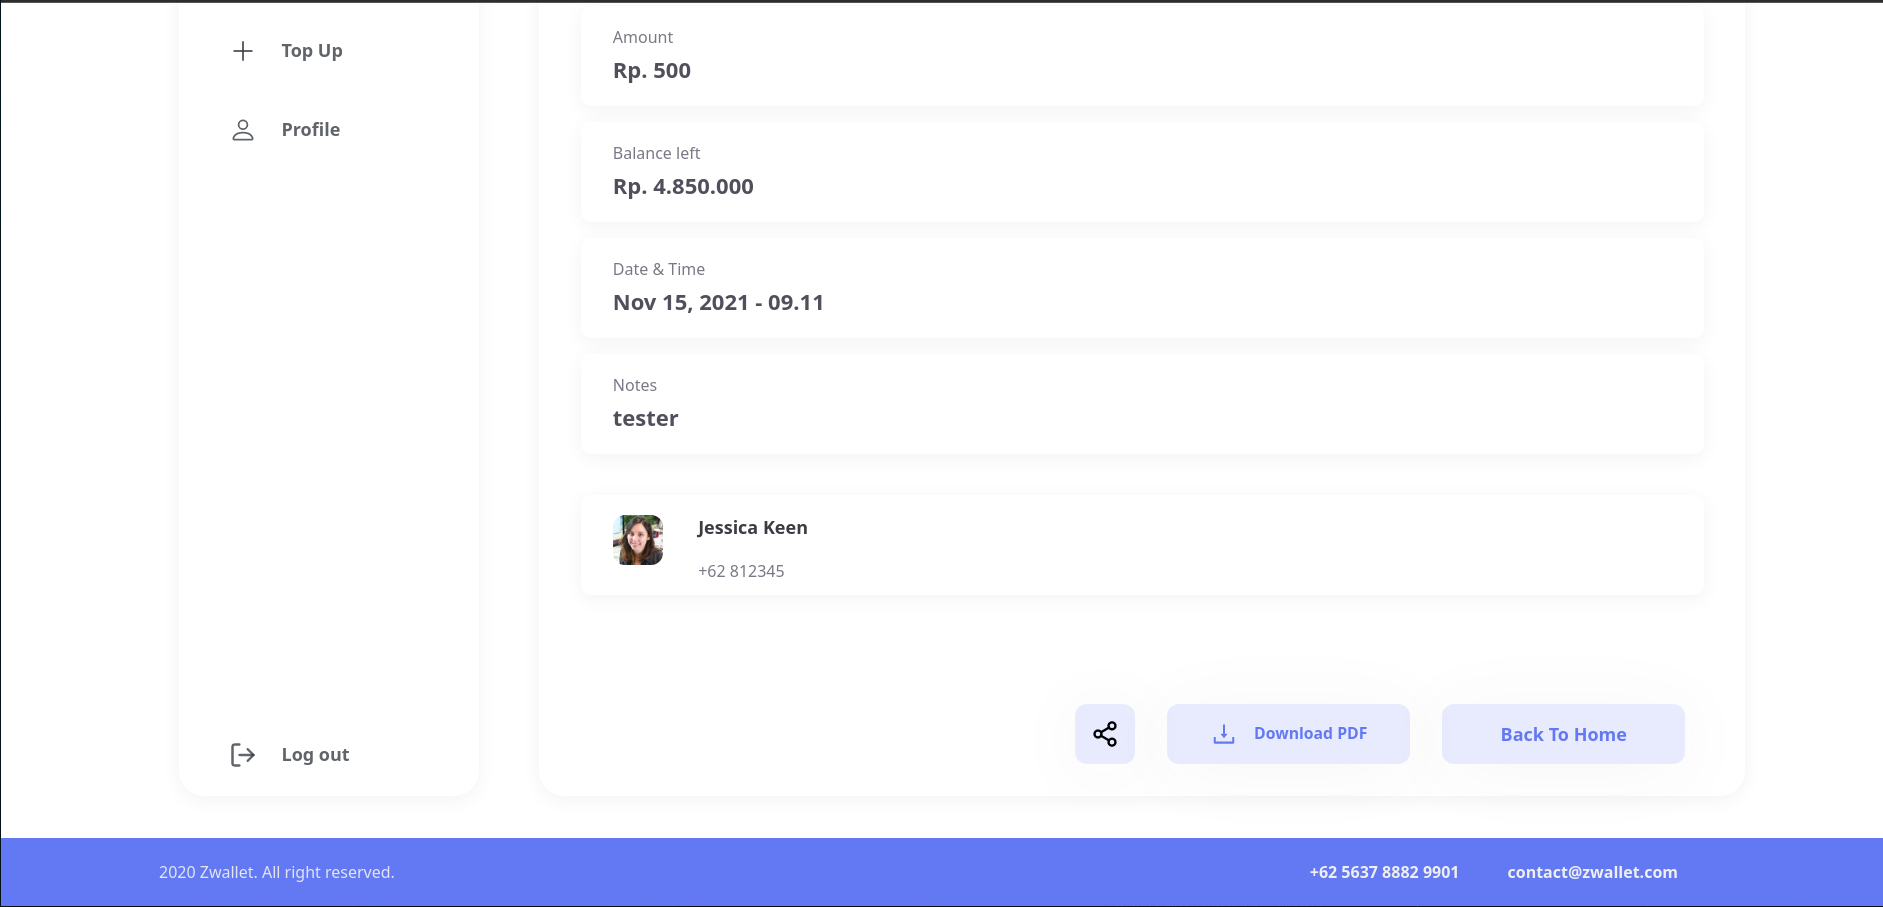 Top Up
Profile
Log out
Amount
Rp. 500
Balance left
Rp. 4.850.000
Date & Time
Nov 15, 2021 - 09.11
Notes
tester
Jessica Keen
+62 812345
Download PDF
Back To Home
2020 Zwallet. All right reserved.
+62 5637 8882 9901
contact@zwallet.com